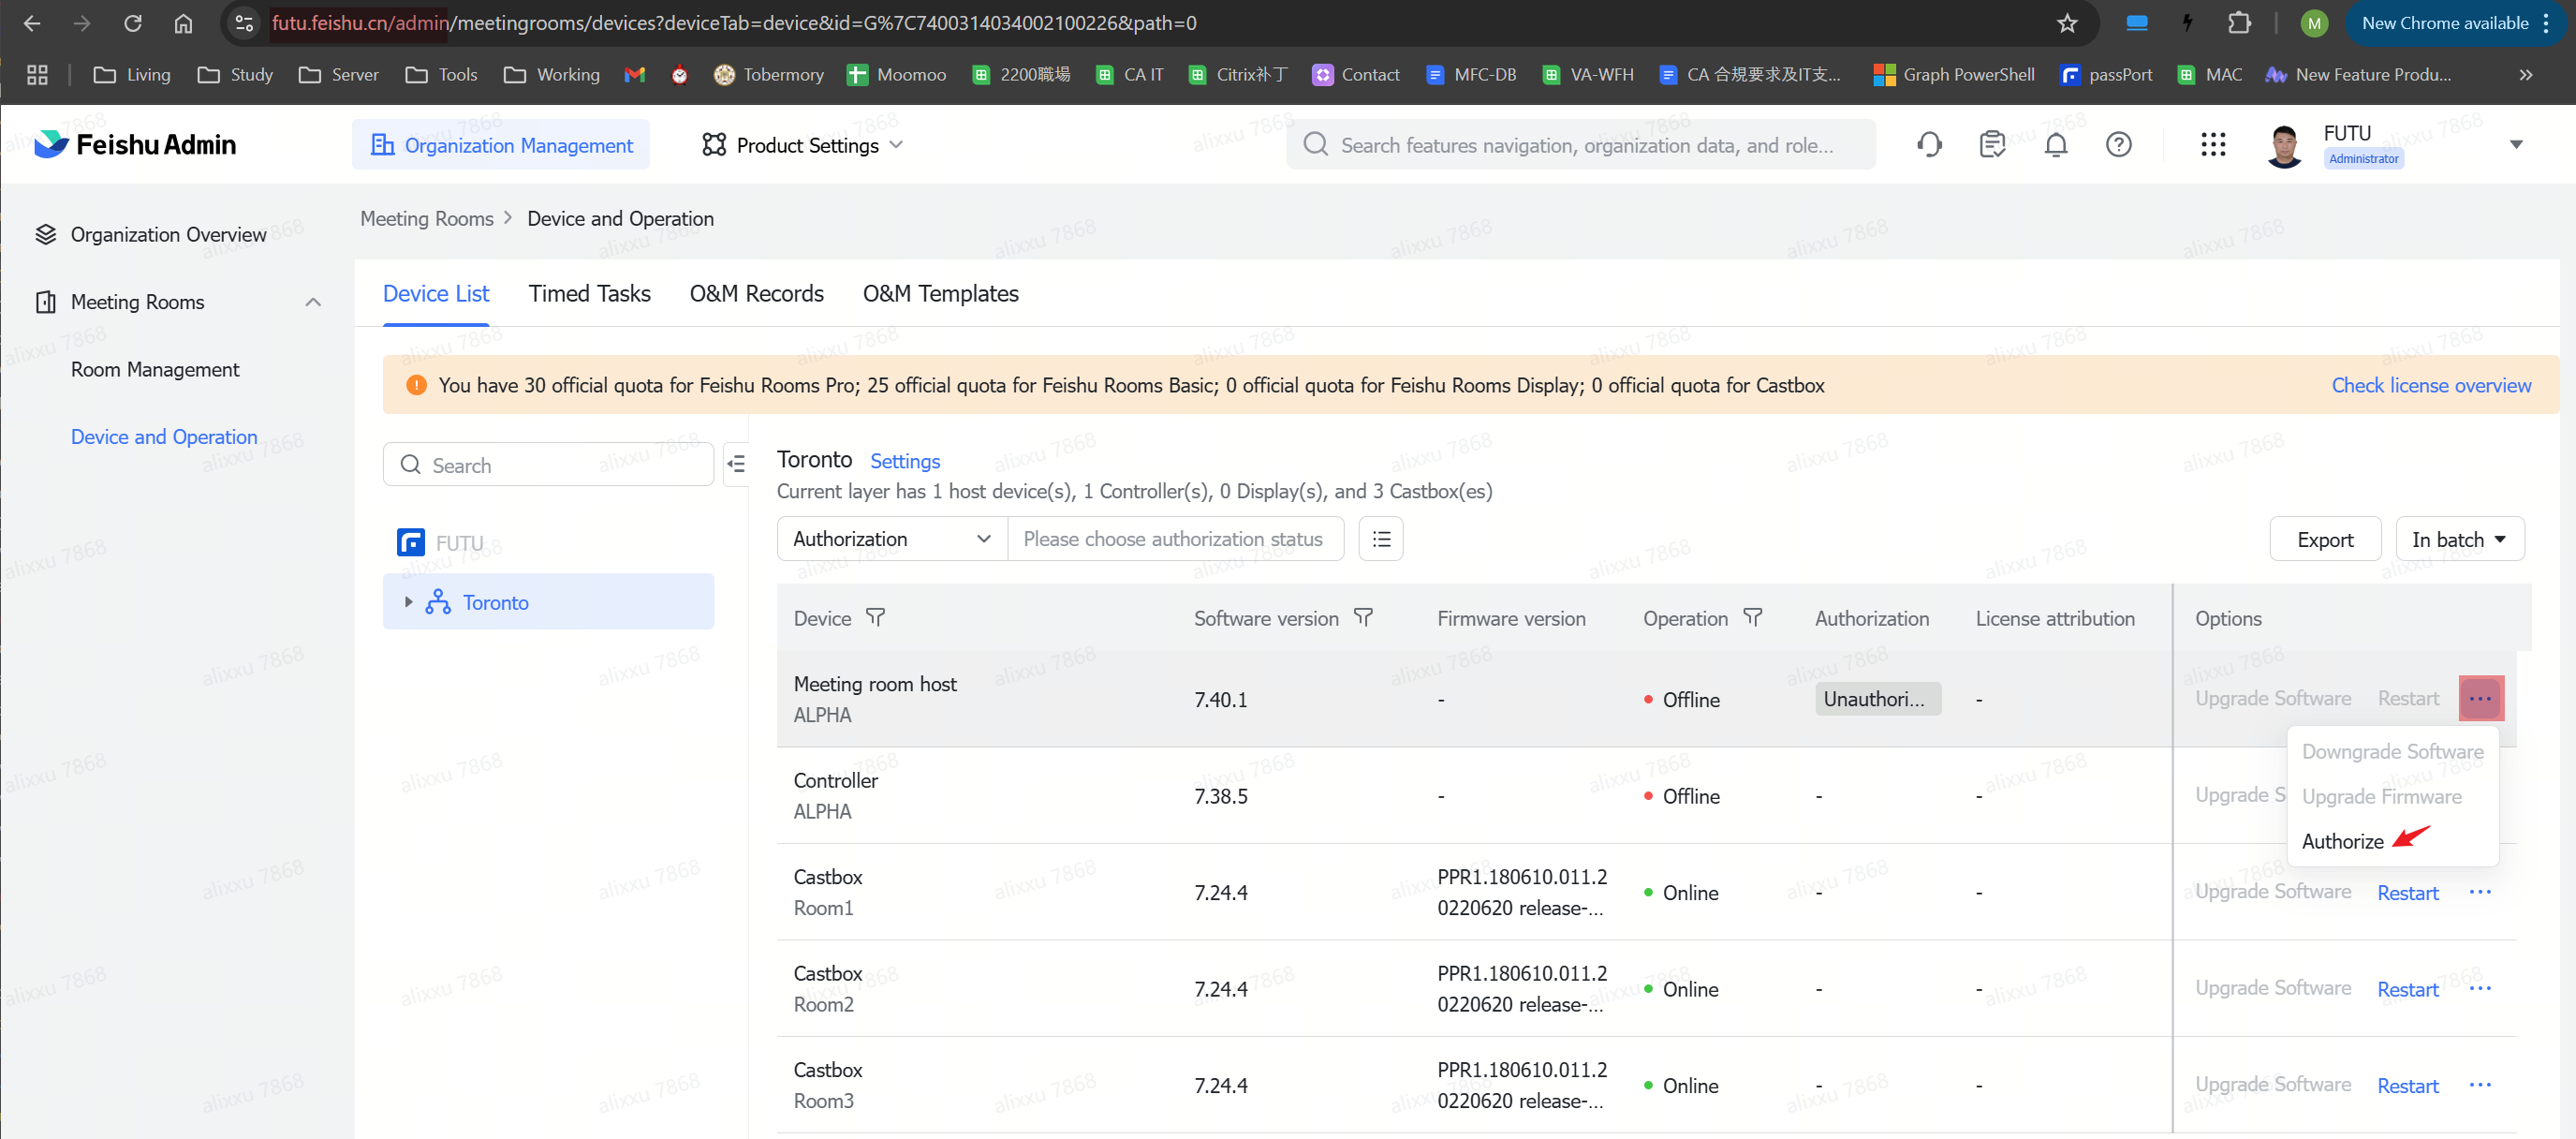 futu.feishu.cn/admin/meetingrooms/devices?deviceTab=device&id=G%7C7400314034002100226&path=0
M
New Chrome available
Living
Study
Server
Tools
Working
Tobermory
Moomoo
2200職場
CA IT
Citrix补丁
Contact
MFC-DB
VA-WFH
CA 合規要求及IT支...
Graph PowerShell
passPort
MAC
New Feature Produ...
Feishu Admin
Organization Management
Product Settings
Search features navigation, organization data, and role...
FUTU
Administrator
Organization Overview
Meeting Rooms
Room Management
Device and Operation
Meeting Rooms > Device and Operation
Device List
Timed Tasks
O&M Records
O&M Templates
You have 30 official quota for Feishu Rooms Pro; 25 official quota for Feishu Rooms Basic; 0 official quota for Feishu Rooms Display; 0 official quota for Castbox
Check license overview
Search
FUTU
Toronto
Toronto Settings
Current layer has 1 host device(s), 1 Controller(s), 0 Display(s), and 3 Castbox(es)
Authorization
Please choose authorization status
Export
In batch
Device
Software version
Firmware version
Operation
Authorization
License attribution
Options
Meeting room host
ALPHA
7.40.1
-
Offline
Unauthori...
-
Upgrade Software
Restart
...
Downgrade Software
Upgrade Firmware
Authorize
Controller
ALPHA
7.38.5
-
Offline
-
-
Upgrade S
Castbox
Room1
7.24.4
PPR1.180610.011.2
0220620 release-...
Online
-
-
Upgrade Software
Restart
...
Castbox
Room2
7.24.4
PPR1.180610.011.2
0220620 release-...
Online
-
-
Upgrade Software
Restart
...
Castbox
Room3
7.24.4
PPR1.180610.011.2
0220620 release-...
Online
-
-
Upgrade Software
Restart
...
alixxu 7868